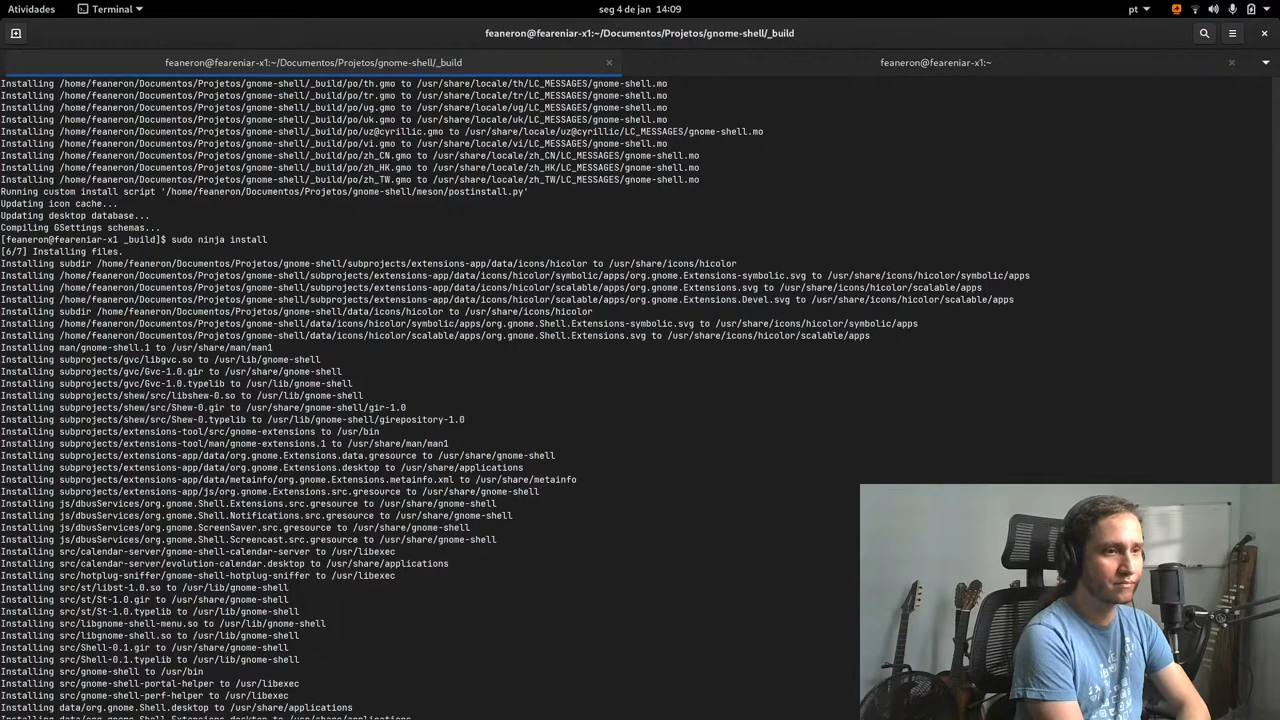 Atividades
Terminal
seg 4 de jan 14:09
pt
feaneron@feareniar-x1:~/Documentos/Projetos/gnome-shell/_build
feaneron@feareniar-x1:~/Documentos/Projetos/gnome-shell/_build
feaneron@feareniar-x1:~
Installing /home/feaneron/Documentos/Projetos/gnome-shell/_build/po/th.gmo to /usr/share/locale/th/LC_MESSAGES/gnome-shell.mo
Installing /home/feaneron/Documentos/Projetos/gnome-shell/_build/po/tr.gmo to /usr/share/locale/tr/LC_MESSAGES/gnome-shell.mo
Installing /home/feaneron/Documentos/Projetos/gnome-shell/_build/po/ug.gmo to /usr/share/locale/ug/LC_MESSAGES/gnome-shell.mo
Installing /home/feaneron/Documentos/Projetos/gnome-shell/_build/po/uk.gmo to /usr/share/locale/uk/LC_MESSAGES/gnome-shell.mo
Installing /home/feaneron/Documentos/Projetos/gnome-shell/_build/po/uz@cyrillic.gmo to /usr/share/locale/uz@cyrillic/LC_MESSAGES/gnome-shell.mo
Installing /home/feaneron/Documentos/Projetos/gnome-shell/_build/po/vi.gmo to /usr/share/locale/vi/LC_MESSAGES/gnome-shell.mo
Installing /home/feaneron/Documentos/Projetos/gnome-shell/_build/po/zh_CN.gmo to /usr/share/locale/zh_CN/LC_MESSAGES/gnome-shell.mo
Installing /home/feaneron/Documentos/Projetos/gnome-shell/_build/po/zh_HK.gmo to /usr/share/locale/zh_HK/LC_MESSAGES/gnome-shell.mo
Installing /home/feaneron/Documentos/Projetos/gnome-shell/_build/po/zh_TW.gmo to /usr/share/locale/zh_TW/LC_MESSAGES/gnome-shell.mo
Running custom install script '/home/feaneron/Documentos/Projetos/gnome-shell/meson/postinstall.py'
Updating icon cache...
Updating desktop database...
Compiling GSettings schemas...
[feaneron@feareniar-x1 _build]$ sudo ninja install
[6/7] Installing files.
Installing subdir /home/feaneron/Documentos/Projetos/gnome-shell/subprojects/extensions-app/data/icons/hicolor to /usr/share/icons/hicolor
Installing /home/feaneron/Documentos/Projetos/gnome-shell/subprojects/extensions-app/data/icons/hicolor/symbolic/apps/org.gnome.Extensions-symbolic.svg to /usr/share/icons/hicolor/symbolic/apps
Installing /home/feaneron/Documentos/Projetos/gnome-shell/subprojects/extensions-app/data/icons/hicolor/scalable/apps/org.gnome.Extensions.svg to /usr/share/icons/hicolor/scalable/apps
Installing /home/feaneron/Documentos/Projetos/gnome-shell/subprojects/extensions-app/data/icons/hicolor/scalable/apps/org.gnome.Extensions.Devel.svg to /usr/share/icons/hicolor/scalable/apps
Installing subdir /home/feaneron/Documentos/Projetos/gnome-shell/data/icons/hicolor to /usr/share/icons/hicolor
Installing /home/feaneron/Documentos/Projetos/gnome-shell/data/icons/hicolor/symbolic/apps/org.gnome.Shell.Extensions-symbolic.svg to /usr/share/icons/hicolor/symbolic/apps
Installing /home/feaneron/Documentos/Projetos/gnome-shell/data/icons/hicolor/scalable/apps/org.gnome.Shell.Extensions.svg to /usr/share/icons/hicolor/scalable/apps
Installing man/gnome-shell.1 to /usr/share/man/man1
Installing subprojects/gvc/libgvc.so to /usr/lib/gnome-shell
Installing subprojects/gvc/Gvc-1.0.gir to /usr/share/gnome-shell
Installing subprojects/gvc/Gvc-1.0.typelib to /usr/lib/gnome-shell
Installing subprojects/shew/src/libshew-0.so to /usr/lib/gnome-shell
Installing subprojects/shew/src/Shew-0.gir to /usr/share/gnome-shell/gir-1.0
Installing subprojects/shew/src/Shew-0.typelib to /usr/lib/gnome-shell/girepository-1.0
Installing subprojects/extensions-tool/src/gnome-extensions to /usr/bin
Installing subprojects/extensions-tool/man/gnome-extensions.1 to /usr/share/man/man1
Installing subprojects/extensions-app/data/org.gnome.Extensions.data.gresource to /usr/share/gnome-shell
Installing subprojects/extensions-app/data/org.gnome.Extensions.desktop to /usr/share/applications
Installing subprojects/extensions-app/data/metainfo/org.gnome.Extensions.metainfo.xml to /usr/share/metainfo
Installing subprojects/extensions-app/js/org.gnome.Extensions.src.gresource to /usr/share/gnome-shell
Installing js/dbusServices/org.gnome.Shell.Extensions.src.gresource to /usr/share/gnome-shell
Installing js/dbusServices/org.gnome.Shell.Notifications.src.gresource to /usr/share/gnome-shell
Installing js/dbusServices/org.gnome.ScreenSaver.src.gresource to /usr/share/gnome-shell
Installing js/dbusServices/org.gnome.Shell.Screencast.src.gresource to /usr/share/gnome-shell
Installing src/calendar-server/gnome-shell-calendar-server to /usr/libexec
Installing src/calendar-server/evolution-calendar.desktop to /usr/share/applications
Installing src/hotplug-sniffer/gnome-shell-hotplug-sniffer to /usr/libexec
Installing src/st/libst-1.0.so to /usr/lib/gnome-shell
Installing src/st/St-1.0.gir to /usr/share/gnome-shell
Installing src/st/St-1.0.typelib to /usr/lib/gnome-shell
Installing src/libgnome-shell-menu.so to /usr/lib/gnome-shell
Installing src/libgnome-shell.so to /usr/lib/gnome-shell
Installing src/Shell-0.1.gir to /usr/share/gnome-shell
Installing src/Shell-0.1.typelib to /usr/lib/gnome-shell
Installing src/gnome-shell to /usr/bin
Installing src/gnome-shell-portal-helper to /usr/libexec
Installing src/gnome-shell-perf-helper to /usr/libexec
Installing data/org.gnome.Shell.desktop to /usr/share/applications
Installing data/org.gnome.Shell.Extensions.desktop to /usr/share/applications